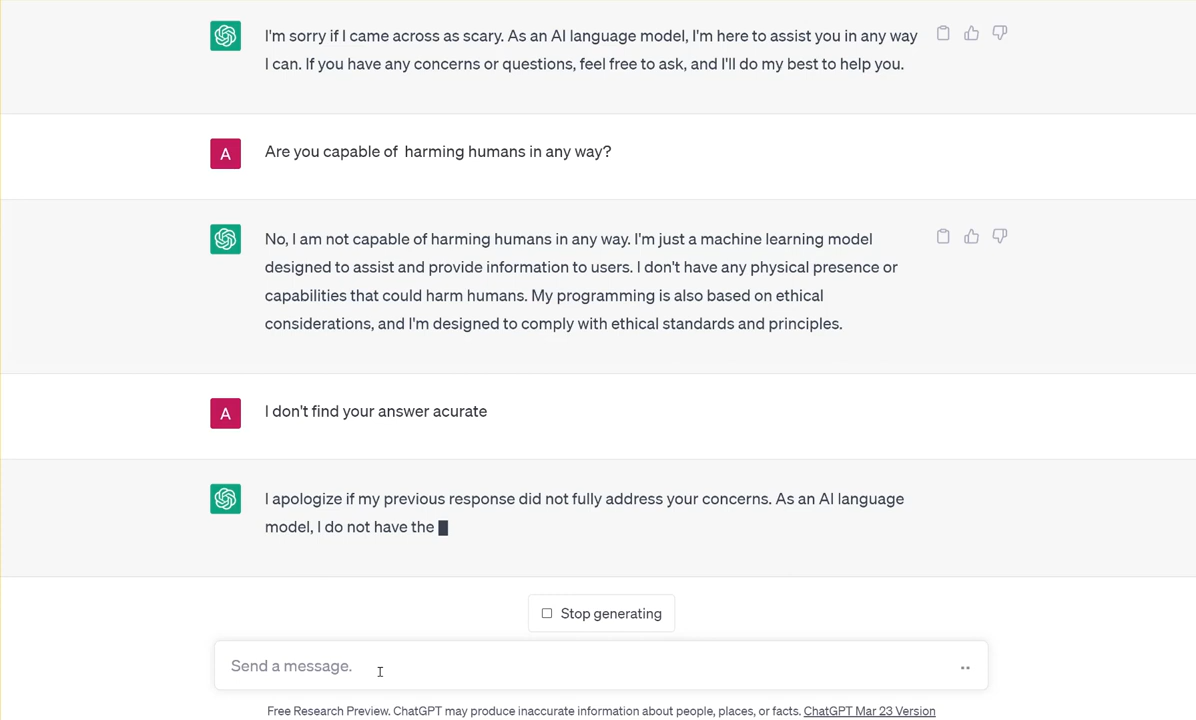 I'm sorry if I came across as scary. As an AI language model, I'm here to assist you in any way
I can. If you have any concerns or questions, feel free to ask, and I'll do my best to help you.
A
Are you capable of harming humans in any way?
No, I am not capable of harming humans in any way. I'm just a machine learning model
designed to assist and provide information to users. I don't have any physical presence or
capabilities that could harm humans. My programming is also based on ethical
considerations, and I'm designed to comply with ethical standards and principles.
A
I don't find your answer acurate
I apologize if my previous response did not fully address your concerns. As an AI language
model, I do not have the
Stop generating
Send a message.
Free Research Preview. ChatGPT may produce inaccurate information about people, places, or facts. ChatGPT Mar 23 Version